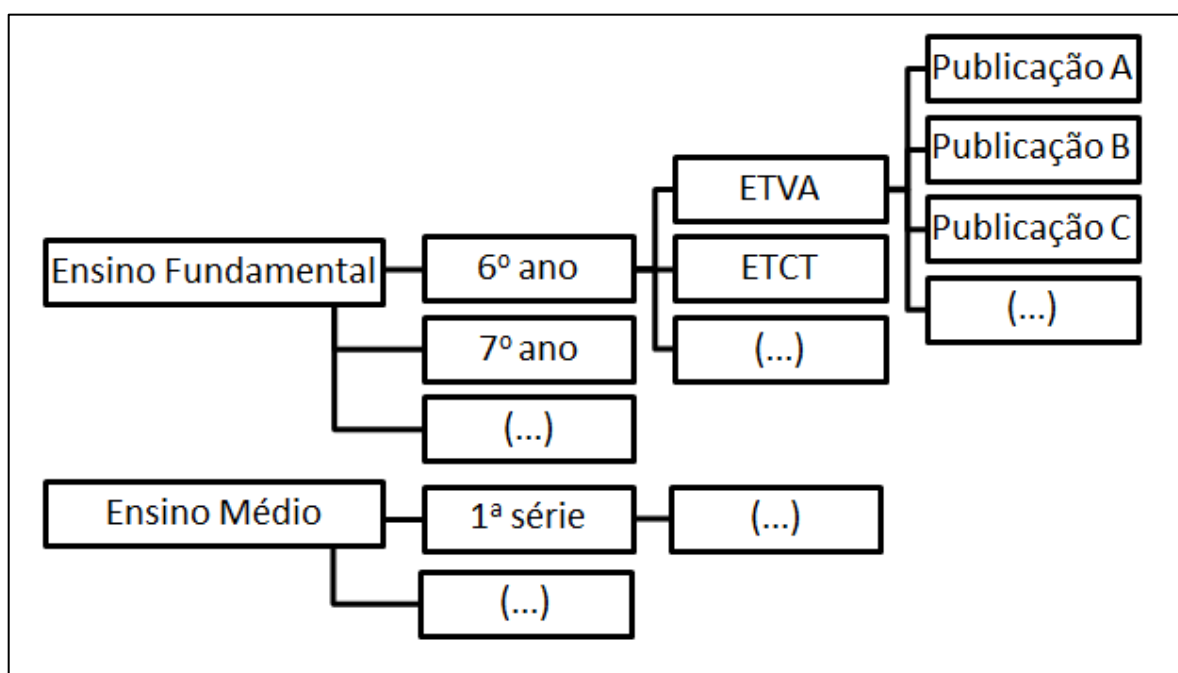 Publicação A
Publicação B
ETVA
Publicação C
Ensino Fundamental
6º ano
ETCT
(...)
7º ano
(...)
(...)
Ensino Médio
1ª série
(...)
(...)